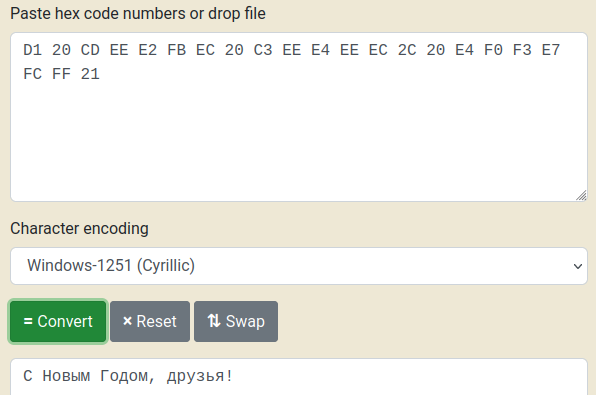 Paste hex code numbers or drop file
D1 20 CD EE E2 FB EC 20 C3 EE E4 EE EC 2C 20 E4 F0 F3 E7
FC FF 21
Character encoding
Windows-1251 (Cyrillic)
= Convert × Reset ⇅ Swap
С Новым Годом, друзья!